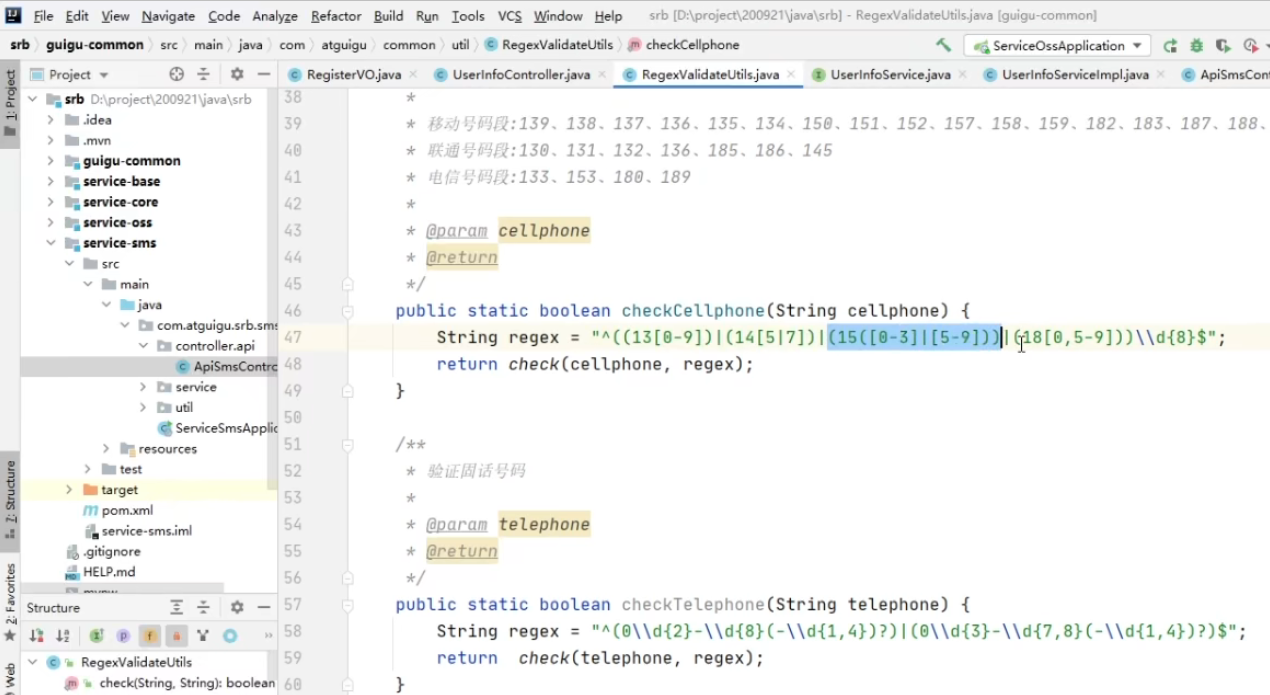 File Edit View Navigate Code Analyze Refactor Build Run Tools VCS Window Help srb [D:\project\200921\java\srb] - RegexValidateUtils.java [guigu-common]
srb guigu-common src main java com atguigu common util RegexValidateUtils checkCellphone ServiceOssApplication
Project RegisterVO.java UserInfoController.java RegexValidateUtils.java UserInfoService.java UserInfoServiceImpl.java ApiSmsCont
1: Project
srb D:\project\200921\java\srb
.idea
.mvn
guigu-common
service-base
service-core
service-oss
service-sms
src
main
java
com.atguigu.srb.sms
controller.api
ApiSmsContro
service
util
ServiceSmsApplic
resources
test
target
pom.xml
service-sms.iml
.gitignore
HELP.md
mvnw
7: Structure
2: Favorites
Web
Structure
RegexValidateUtils
check(String, String): boolean
38 *
39 * 移动号码段:139、138、137、136、135、134、150、151、152、157、158、159、182、183、187、188、
40 * 联通号码段:130、131、132、136、185、186、145
41 * 电信号码段:133、153、180、189
42 *
43 * @param cellphone
44 * @return
45 */
46 public static boolean checkCellphone(String cellphone) {
47 String regex = "^((13[0-9])|(14[5|7])|(15([0-3]|[5-9]))|(18[0,5-9]))\\d{8}$";
48 return check(cellphone, regex);
49 }
50
51 /**
52 * 验证固话号码
53 *
54 * @param telephone
55 * @return
56 */
57 public static boolean checkTelephone(String telephone) {
58 String regex = "^(0\\d{2}-\\d{8}(-\\d{1,4})?)|(0\\d{3}-\\d{7,8}(-\\d{1,4})?)$";
59 return check(telephone, regex);
60 }